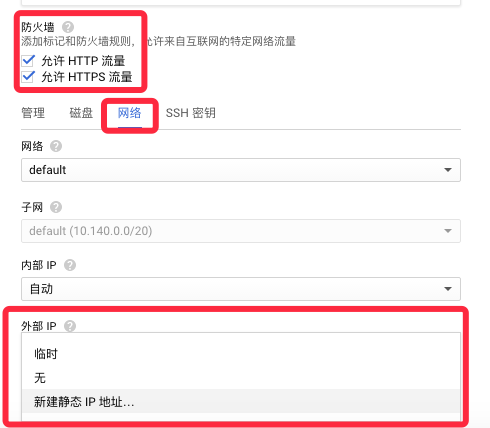 防火墙 ?
添加标记和防火墙规则，允许来自互联网的特定网络流量
允许 HTTP 流量
允许 HTTPS 流量
管理 磁盘 网络 SSH 密钥
网络 ?
default
子网 ?
default (10.140.0.0/20)
内部 IP ?
自动
外部 IP ?
临时
无
新建静态 IP 地址…